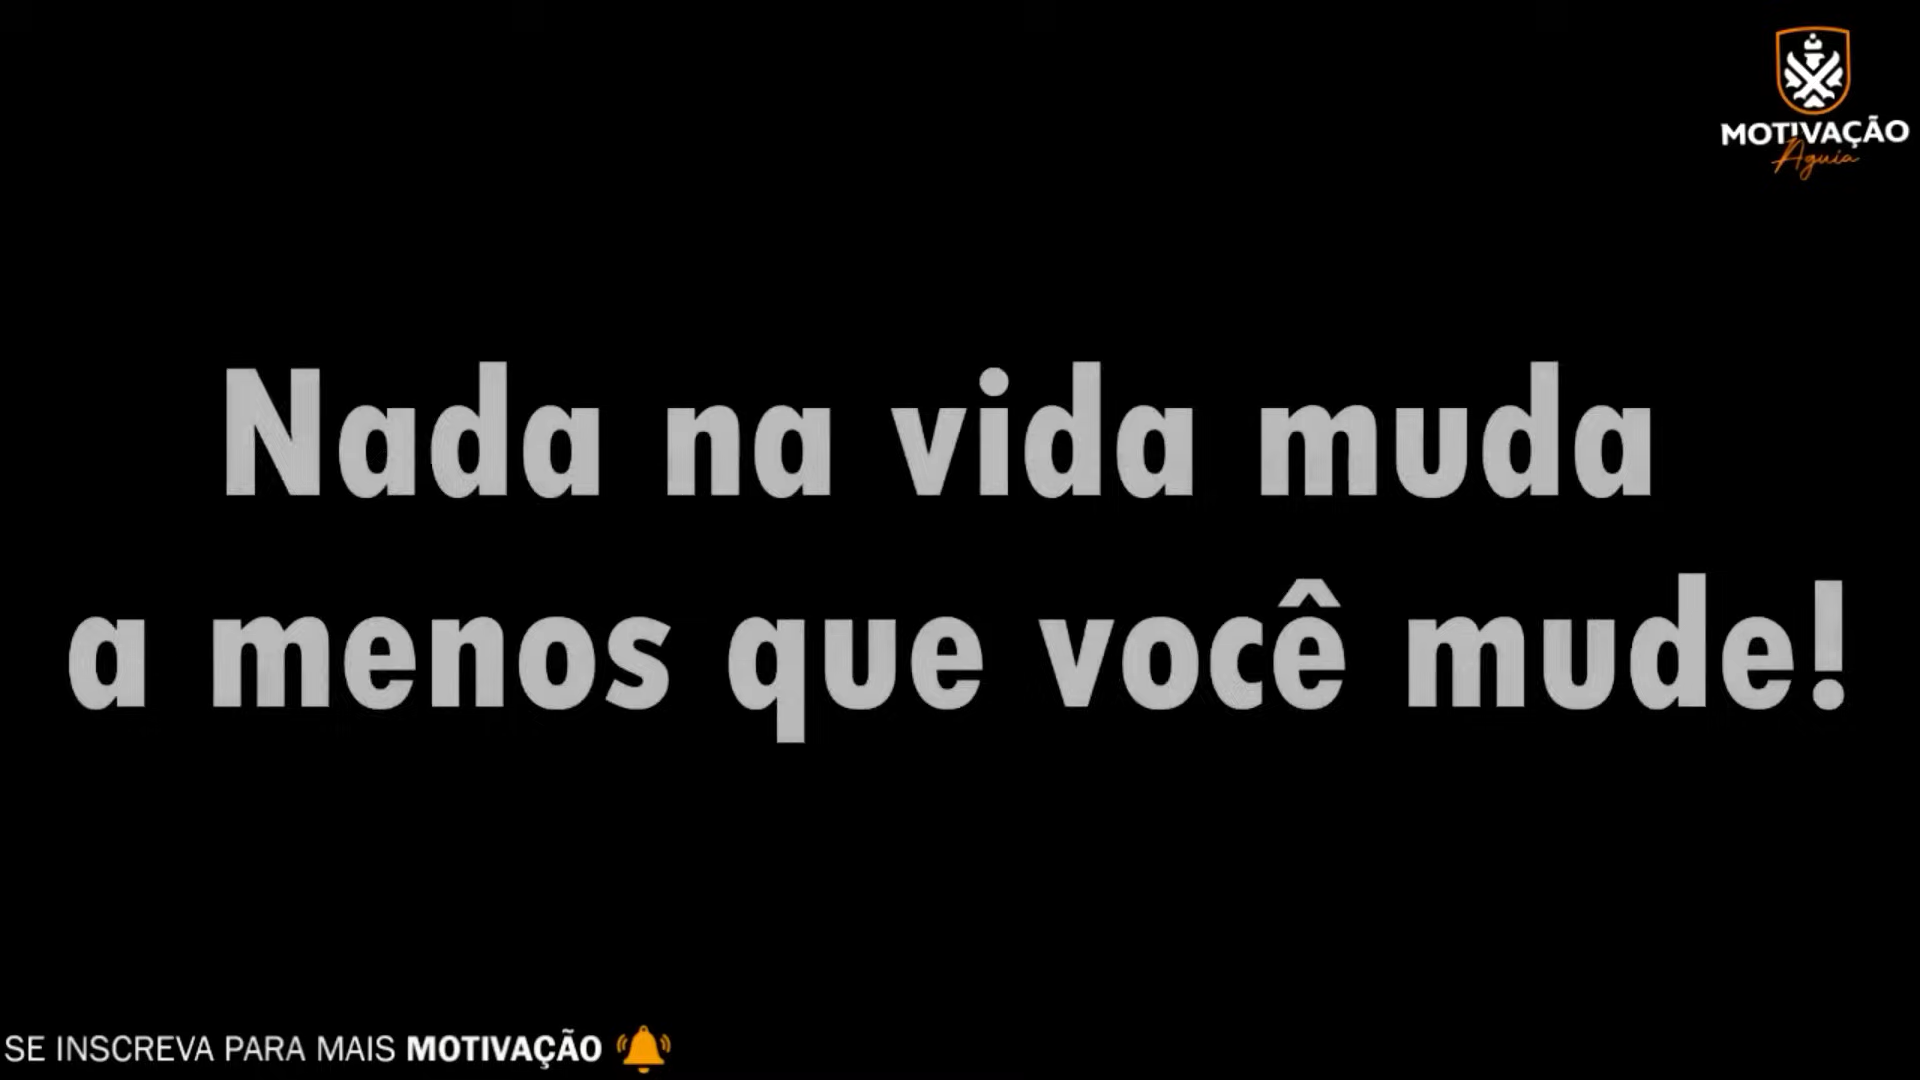 MOTIVAÇÃO
Aguia
Nada na vida muda
a menos que você mude!
SE INSCREVA PARA MAIS MOTIVAÇÃO